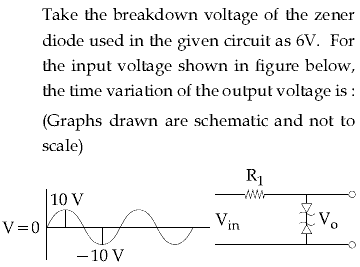 Take the breakdown voltage of the zener
diode used in the given circuit as 6V. For
the input voltage shown in figure below,
the time variation of the output voltage is :
(Graphs drawn are schematic and not to
scale)
R1
10 V
V=0
Vin
Vo
−10 V